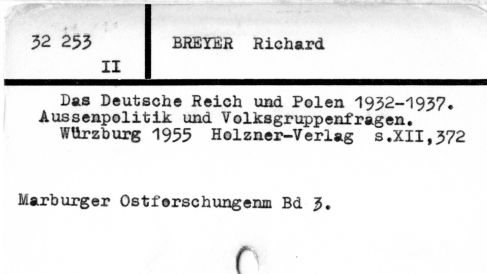 32 253
II
BREYER Richard
Das Deutsche Reich und Polen 1932-1937.
Aussenpolitik und Volksgruppenfragen.
Würzburg 1955 Holzner-Verlag s.XII,372
Marburger Ostforschungenm Bd 3.